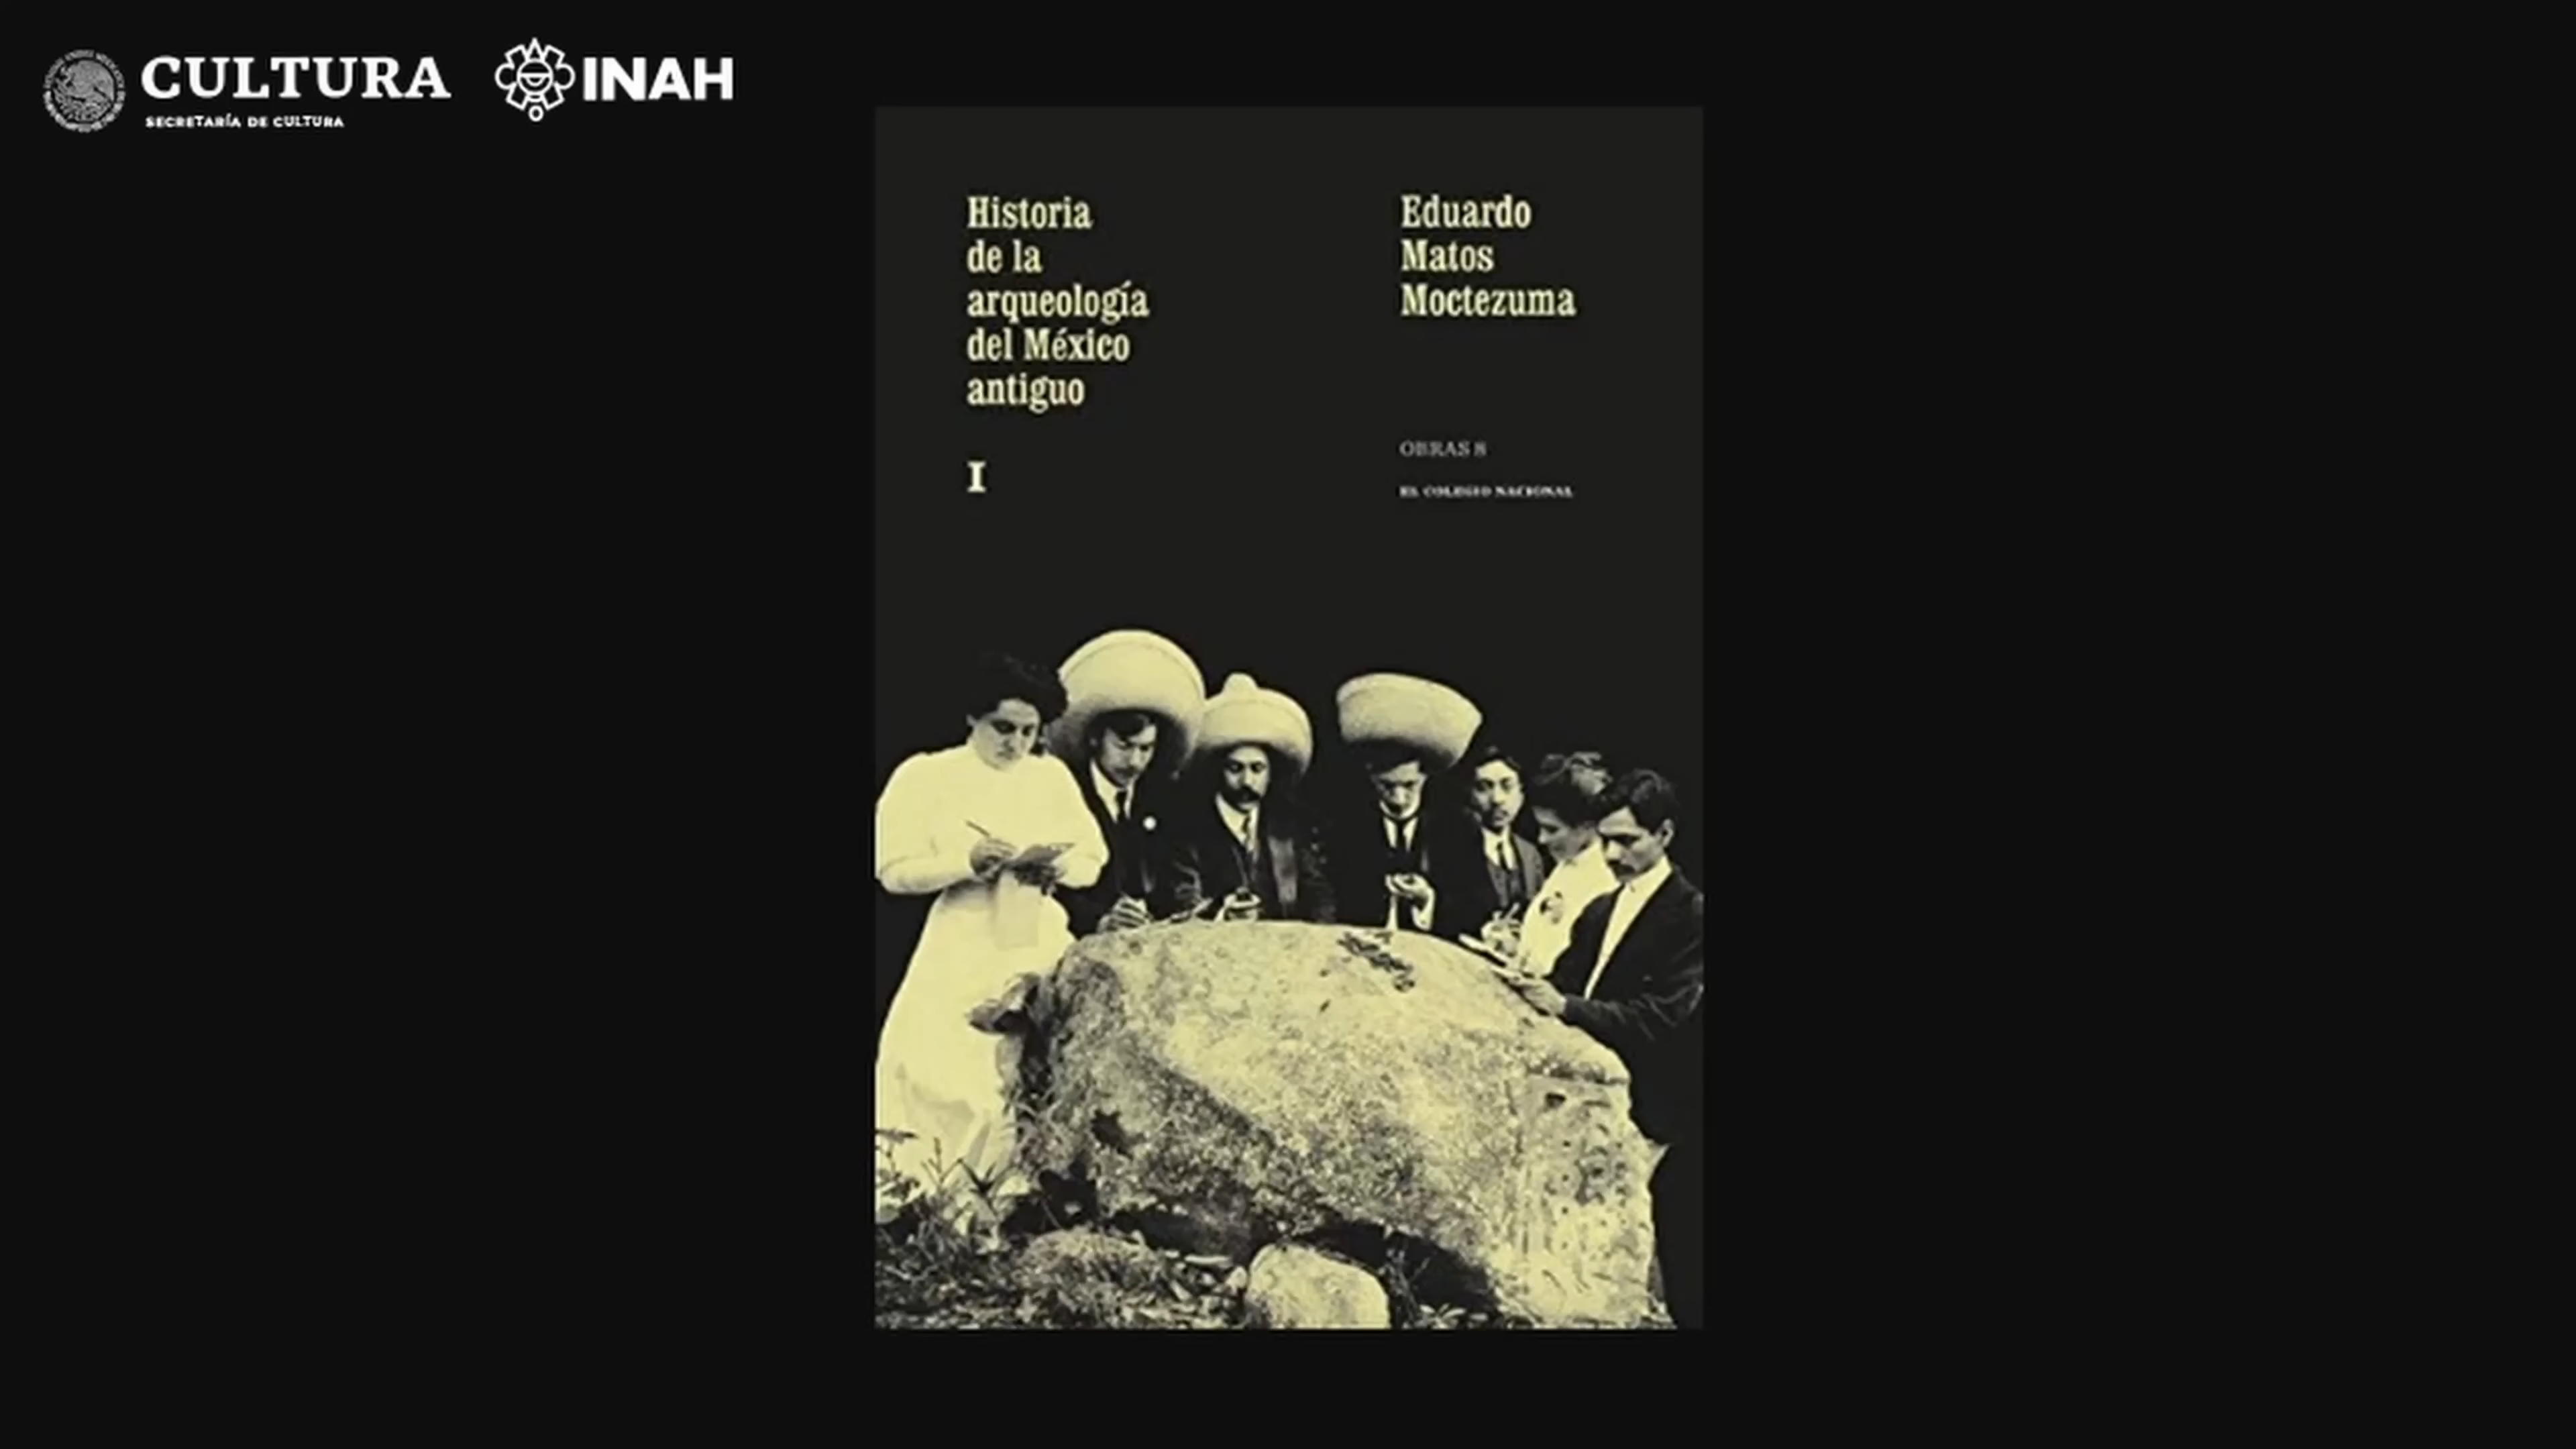 CULTURA
SECRETARÍA DE CULTURA
INAH
Historia
de la
arqueología
del México
antiguo
I
Eduardo
Matos
Moctezuma
OBRAS 8
EL COLEGIO NACIONAL